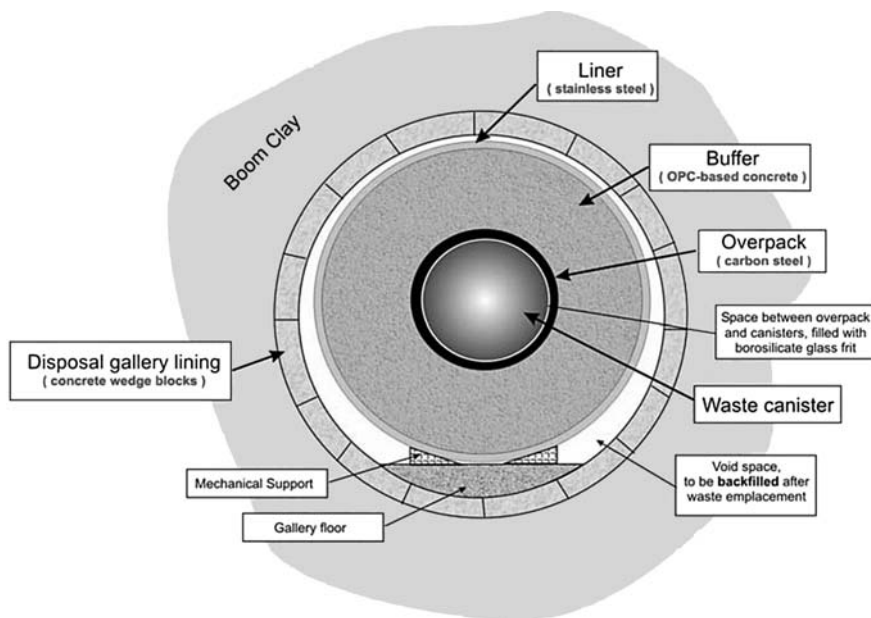 Liner
( stainless steel )
Boom Clay
Buffer
( OPC-based concrete )
Overpack
( carbon steel )
Space between overpack
and canisters, filled with
borosilicate glass frit
Disposal gallery lining
( concrete wedge blocks )
Waste canister
Mechanical Support
Void space,
to be backfilled after
waste emplacement
Gallery floor